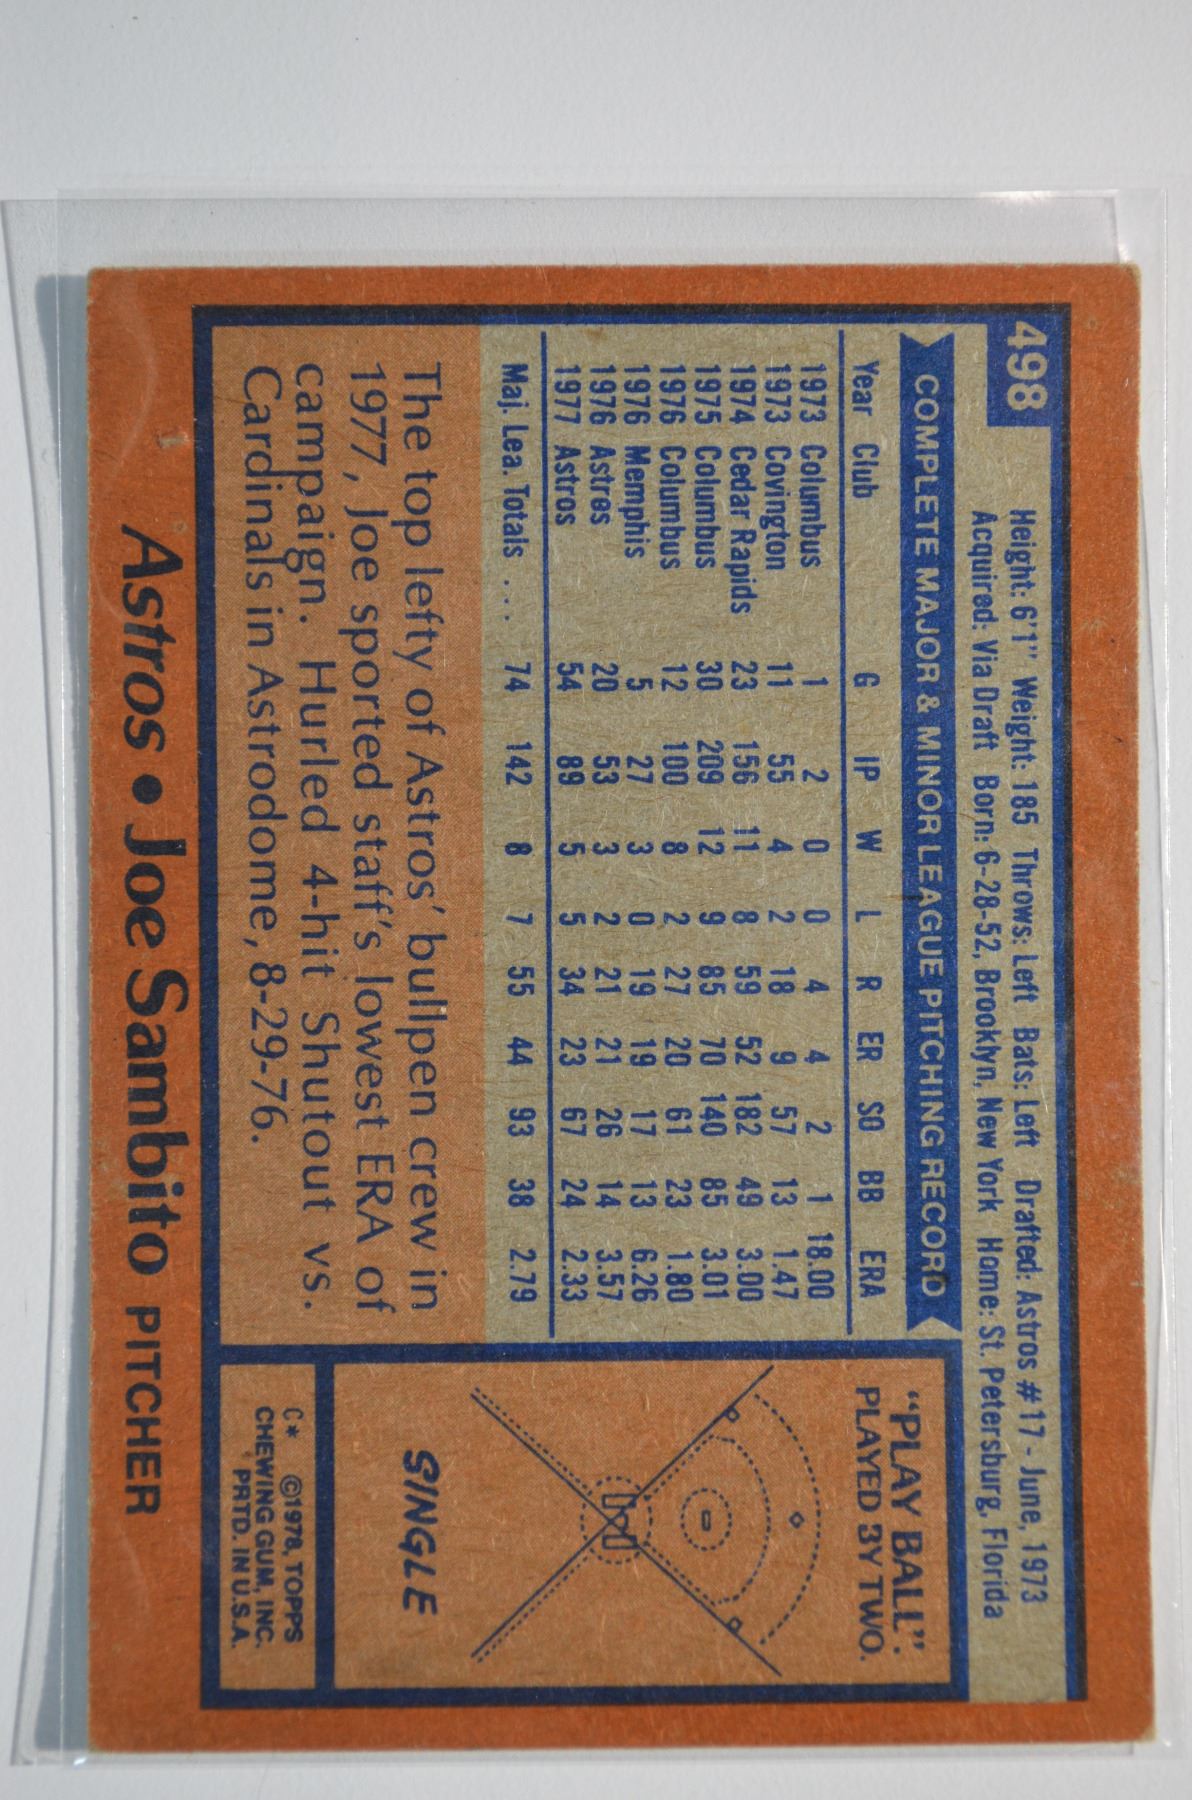 498
Height: 6'1" Weight: 185 Throws: Left Bats: Left Drafted: Astros #17 - June, 1973
Acquired: Via Draft Born: 6-28-52, Brooklyn, New York Home: St. Petersburg, Florida
COMPLETE MAJOR & MINOR LEAGUE PITCHING RECORD
Year Club G IP W L R ER SO BB ERA
1973 Columbus 1 2 0 0 4 4 2 1 18.00
1973 Covington 11 55 4 2 18 9 57 13 1.47
1974 Cedar Rapids 23 156 11 8 59 52 182 49 3.00
1975 Columbus 30 209 12 9 85 70 140 85 3.01
1976 Columbus 12 100 8 2 27 20 61 23 1.80
1976 Memphis 5 27 3 0 19 19 17 13 6.26
1976 Astros 20 53 3 2 21 21 26 14 3.57
1977 Astros 54 89 5 5 34 23 67 24 2.33
Maj. Lea. Totals .... 74 142 8 7 55 44 93 38 2.79
The top lefty of Astros' bullpen crew in
1977, Joe sported staff's lowest ERA of
campaign. Hurled 4-hit Shutout vs.
Cardinals in Astrodome, 8-29-76.
"PLAY BALL".
PLAYED BY TWO.
SINGLE
C* ©1978, TOPPS
CHEWING GUM, INC.
PRTD. IN U.S.A.
Astros • Joe Sambito PITCHER